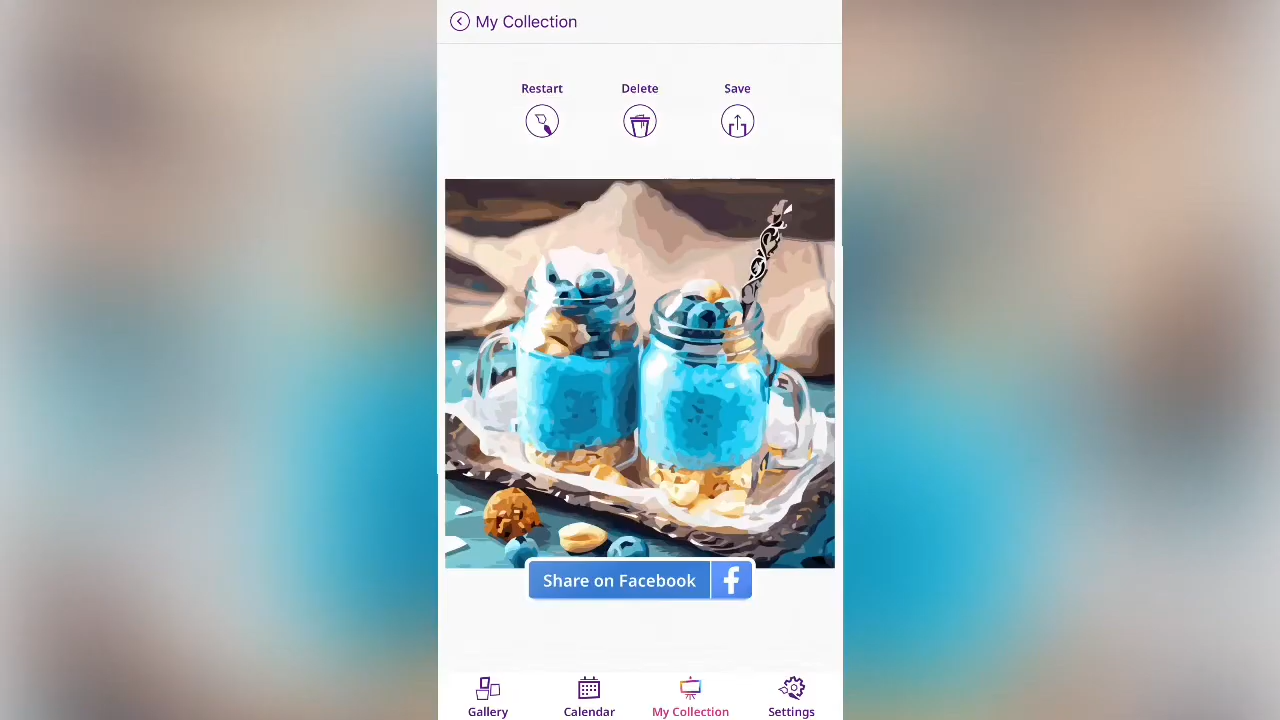 My Collection
Restart
Delete
Save
Share on Facebook
Gallery
Calendar
My Collection
Settings